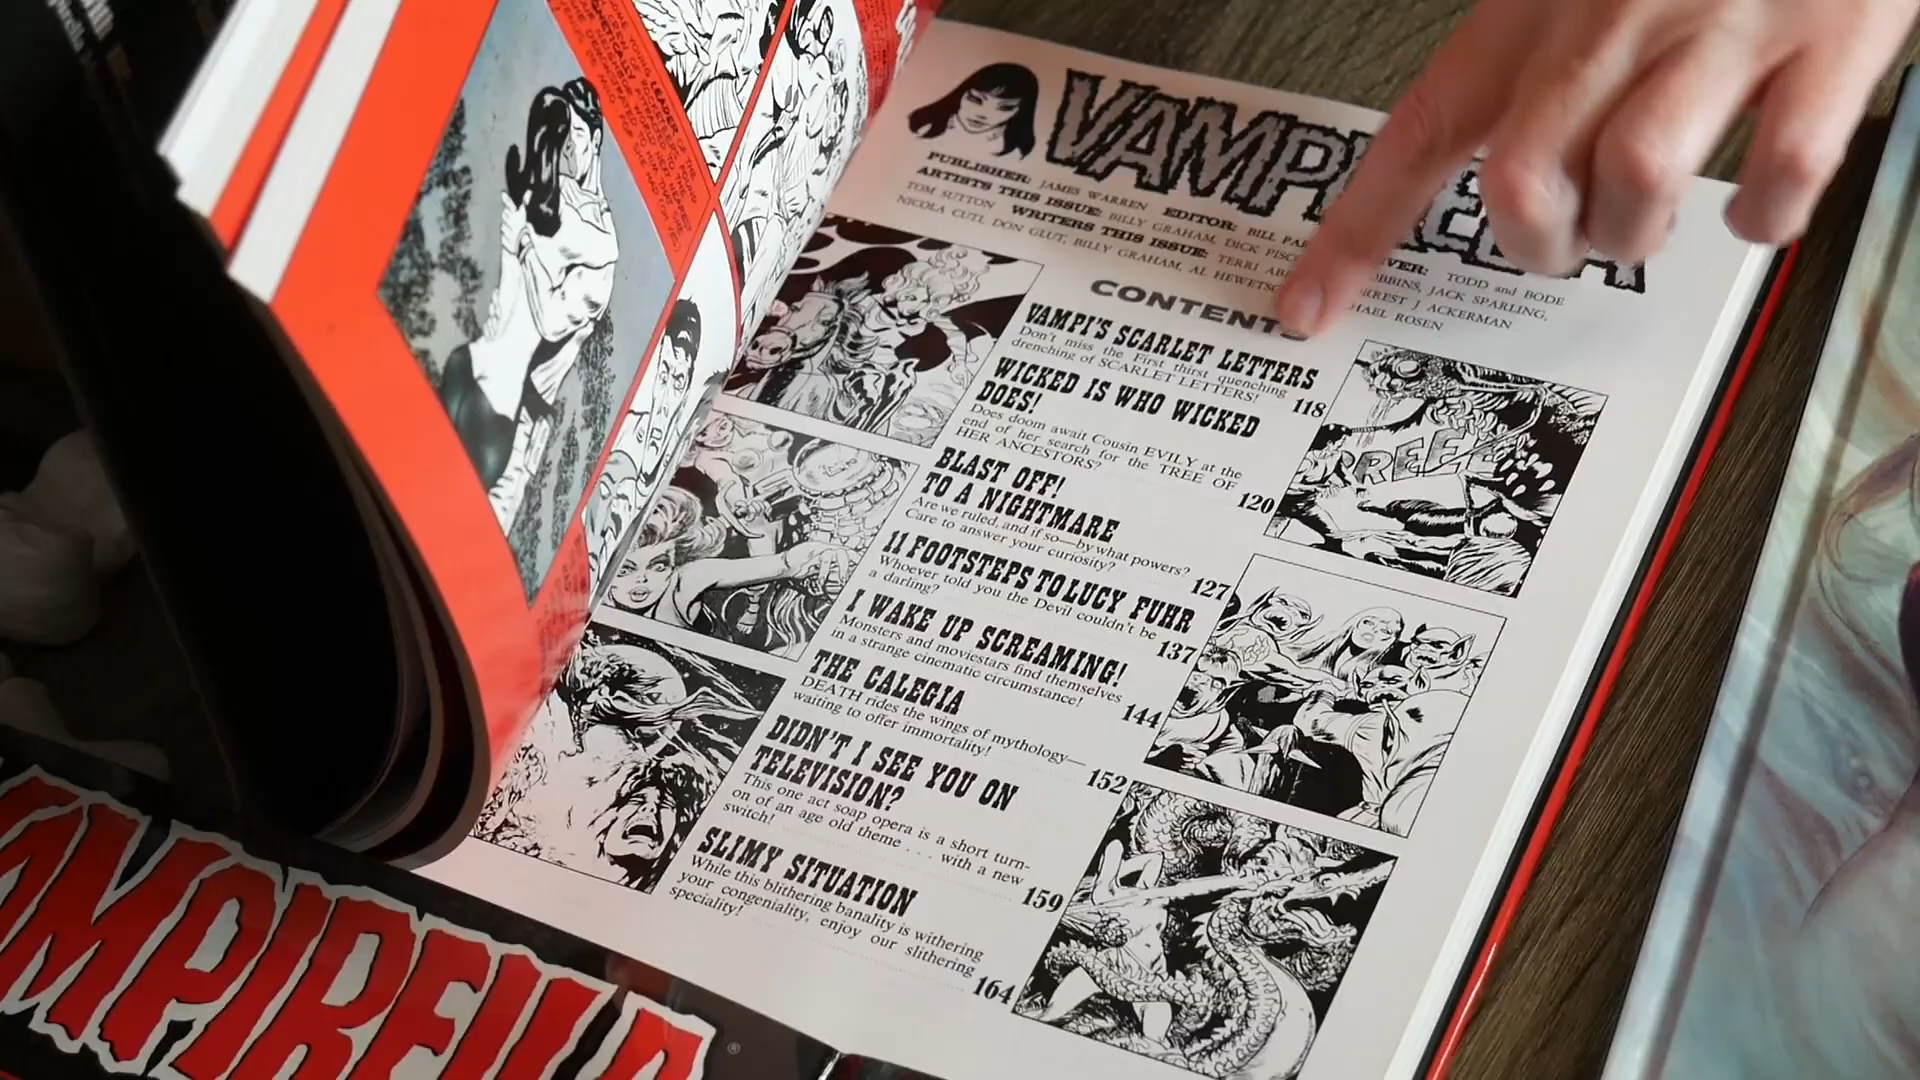 VAMPI
PUBLISHER: JAMES WARREN EDITOR: BILL
TODD and BODE
ARTISTS THIS ISSUE: BILLY GRAHAM, DICK
JACK SPARLING,
TOM SUTTON WRITERS THIS ISSUE: TERRI
ACKERMAN
NICOLA CUTI, DON GLUT, BILLY GRAHAM, AL
ROSEN
CONTENT
VAMPI'S SCARLET LETTERS
Don't miss the First thirst quenching
drenching of SCARLET LETTERS!
118
WICKED IS WHO WICKED
DOES!
Does doom await Cousin EVILY at the
end of her search for the TREE OF
HER ANCESTORS?
120
BLAST OFF!
TO A NIGHTMARE
Are we ruled, and if so—by what powers?
Care to answer your curiosity?
127
11 FOOTSTEPS TO LUCY FUHR
Whoever told you the Devil couldn't be
a darling?
137
I WAKE UP SCREAMING!
Monsters and moviestars find themselves
in a strange cinematic circumstance!
144
THE CALEGIA
DEATH rides the wings of mythology—
waiting to offer immortality!
152
DIDN'T I SEE YOU ON
TELEVISION?
This one act soap opera is a short turn-
on of an age old theme . . . with a new
switch!
159
SLIMY SITUATION
While this blithering banality is withering
your congeniality, enjoy our slithering
speciality!
164
AMPIRELLA
®